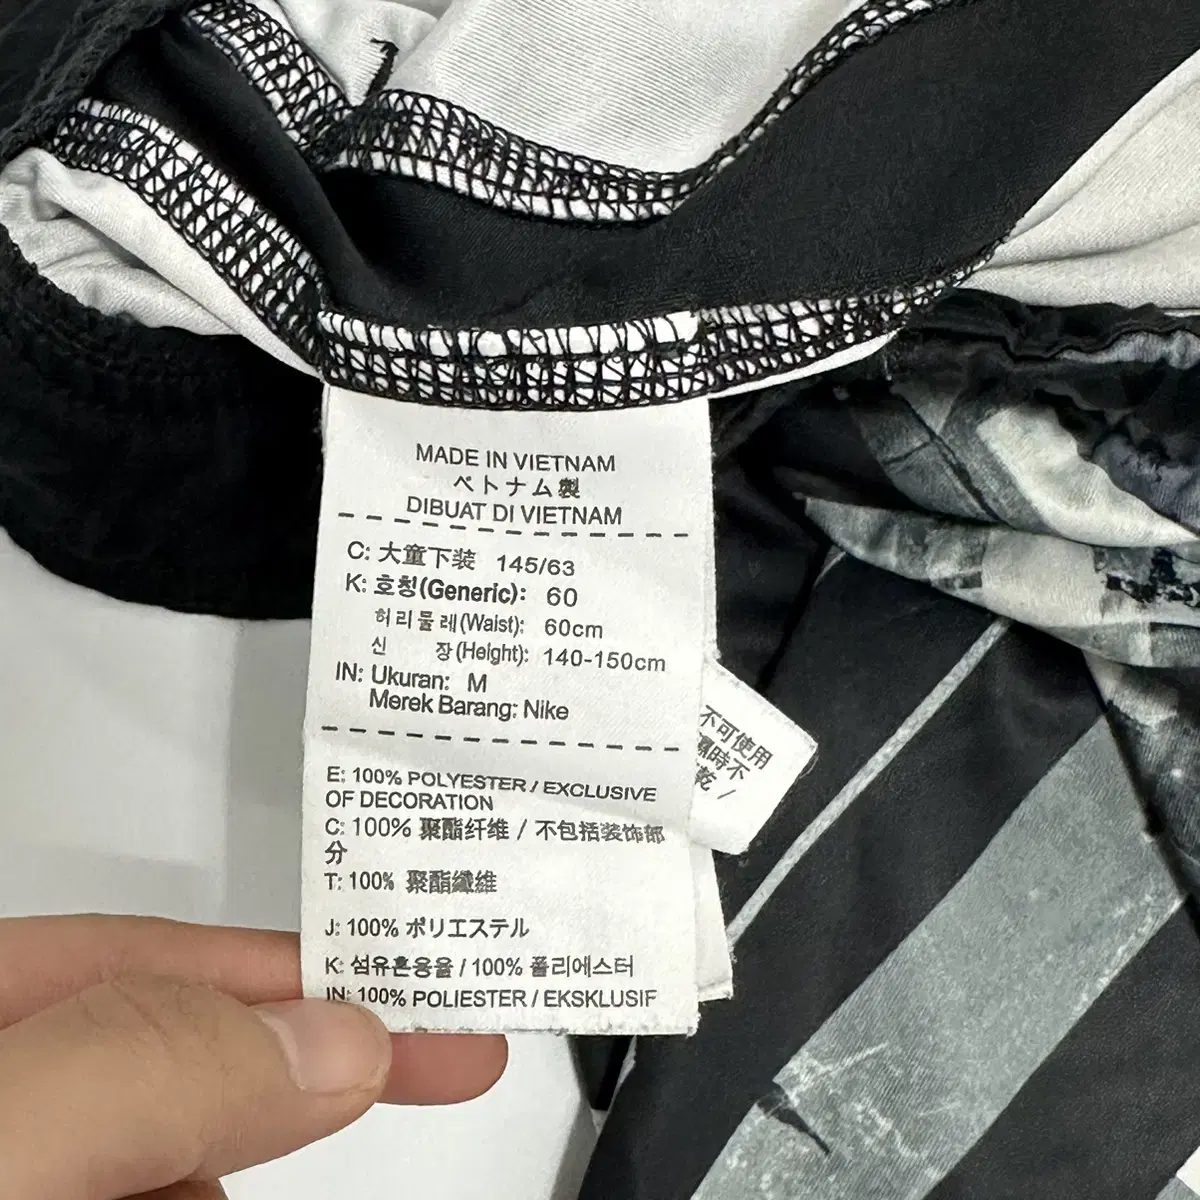 MADE IN VIETNAM
ベトナム製
DIBUAT DI VIETNAM
C: 大童下装 145/63
K: 호칭(Generic): 60
허리둘레(Waist): 60cm
신 장(Height): 140-150cm
IN: Ukuran: M
Merek Barang: Nike
E: 100% POLYESTER / EXCLUSIVE
OF DECORATION
C: 100% 聚酯纤维 / 不包括装饰部
分
T: 100% 聚酯纖維
J: 100% ポリエステル
K: 섬유혼용율 / 100% 폴리에스터
IN: 100% POLIESTER / EKSKLUSIF
不可使用
時不
乾 /